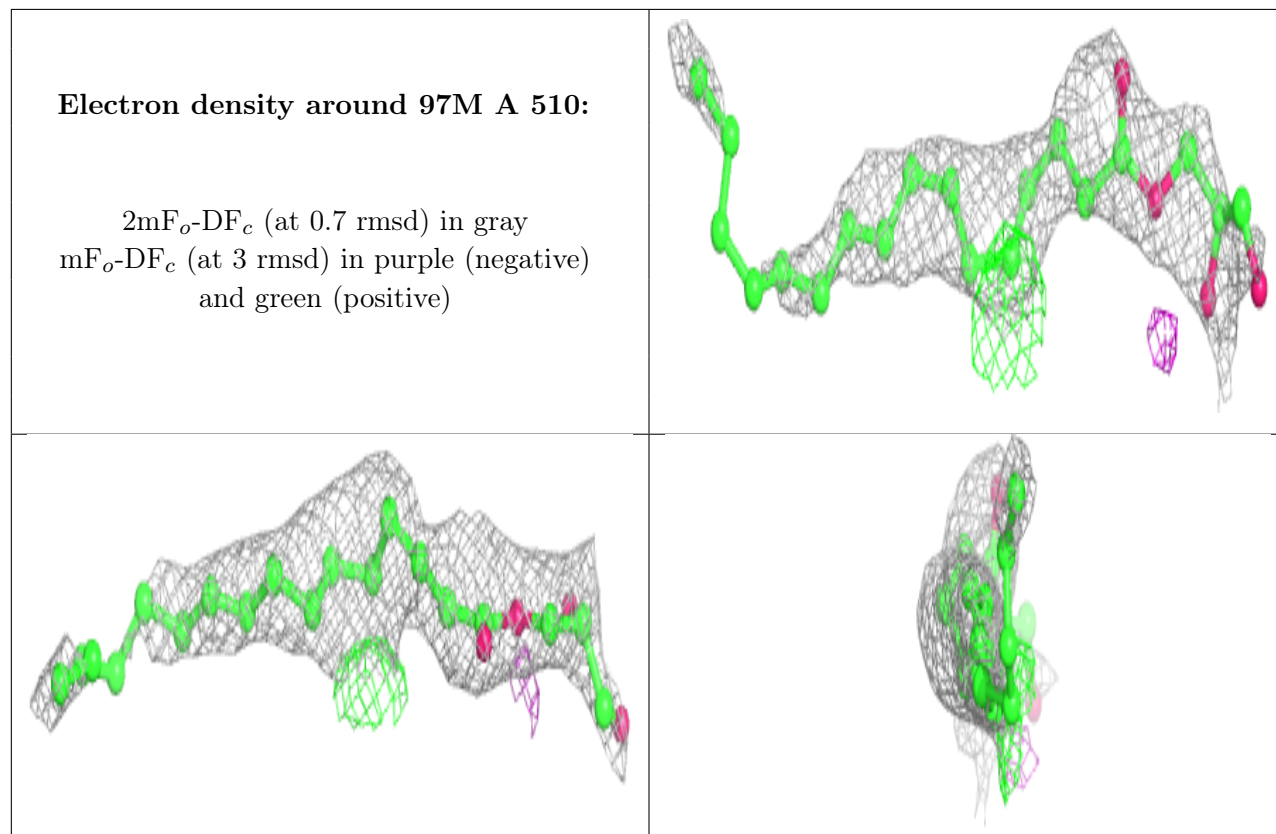 Electron density around 97M A 510:
2mFₒ-DF𝒸 (at 0.7 rmsd) in gray
mFₒ-DF𝒸 (at 3 rmsd) in purple (negative)
and green (positive)